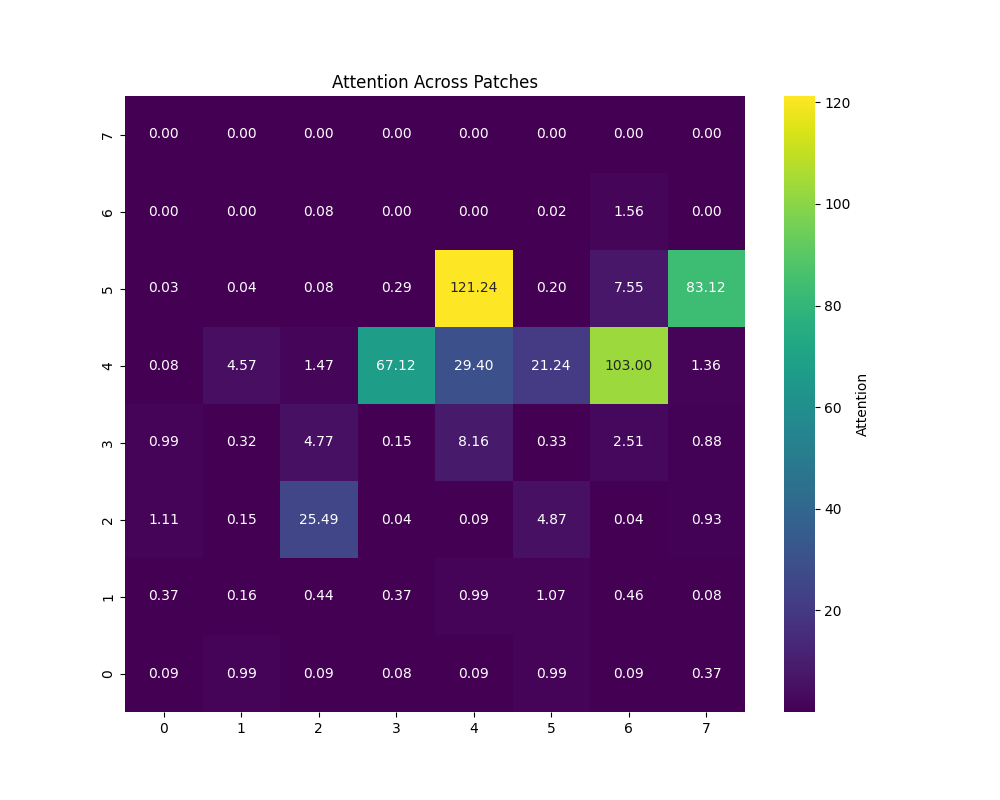 Attention Across Patches
7 0.00 0.00 0.00 0.00 0.00 0.00 0.00 0.00
6 0.00 0.00 0.08 0.00 0.00 0.02 1.56 0.00
5 0.03 0.04 0.08 0.29 121.24 0.20 7.55 83.12
4 0.08 4.57 1.47 67.12 29.40 21.24 103.00 1.36
3 0.99 0.32 4.77 0.15 8.16 0.33 2.51 0.88
2 1.11 0.15 25.49 0.04 0.09 4.87 0.04 0.93
1 0.37 0.16 0.44 0.37 0.99 1.07 0.46 0.08
0 0.09 0.99 0.09 0.08 0.09 0.99 0.09 0.37
0 1 2 3 4 5 6 7
120
100
80
60
40
20
Attention